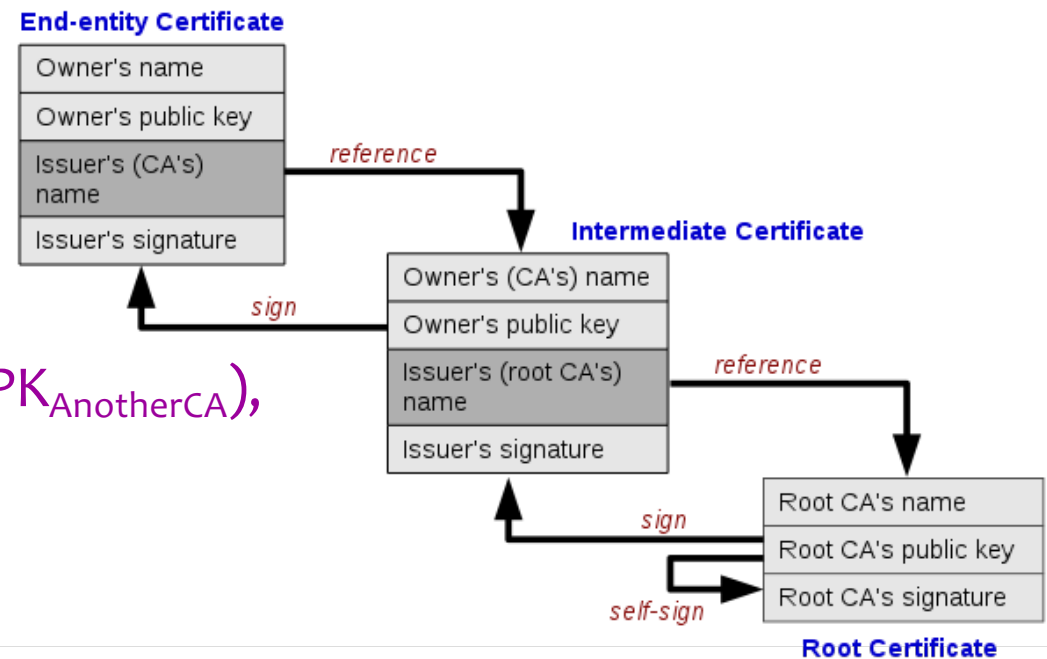 End-entity Certificate
Owner's name
Owner's public key
Issuer's (CA's)
name
Issuer's signature
reference
sign
Intermediate Certificate
Owner's (CA's) name
Owner's public key
Issuer's (root CA's)
name
Issuer's signature
PK_AnotherCA),
reference
sign
self-sign
Root CA's name
Root CA's public key
Root CA's signature
Root Certificate